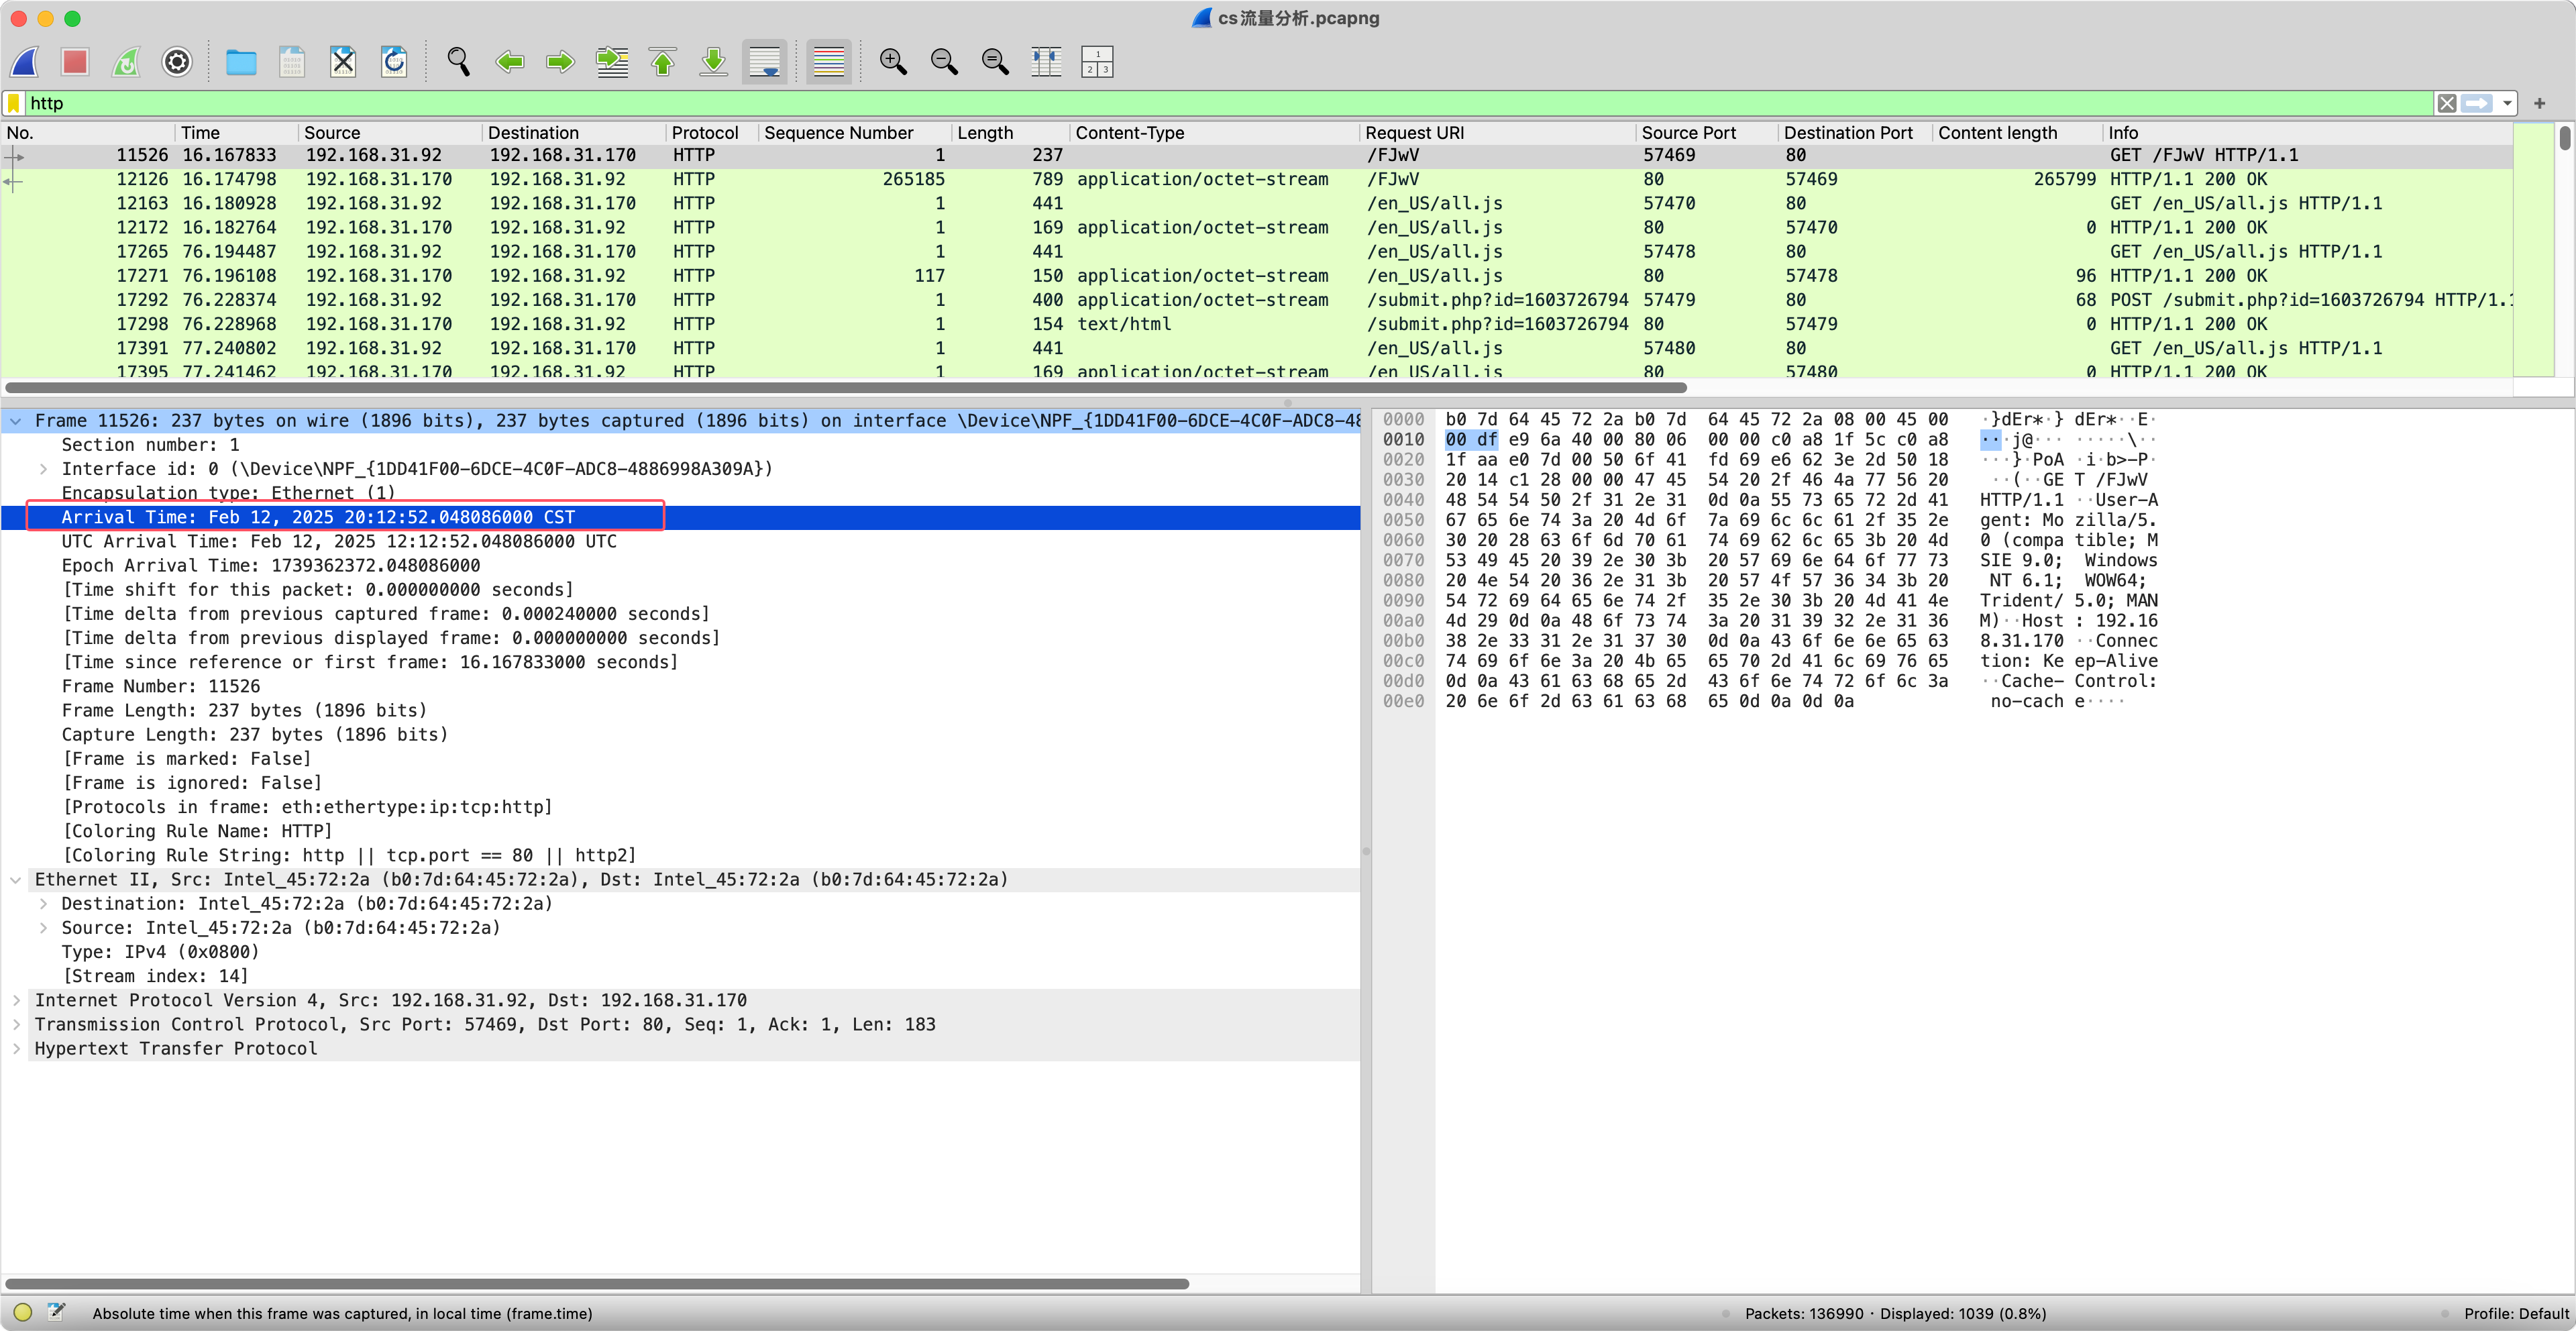 cs流量分析.pcapng
http
No. Time Source Destination Protocol Sequence Number Length Content-Type Request URI Source Port Destination Port Content length Info
11526 16.167833 192.168.31.92 192.168.31.170 HTTP 1 237 /FJwV 57469 80 GET /FJwV HTTP/1.1
12126 16.174798 192.168.31.170 192.168.31.92 HTTP 265185 789 application/octet-stream /FJwV 80 57469 265799 HTTP/1.1 200 OK
12163 16.180928 192.168.31.92 192.168.31.170 HTTP 1 441 /en_US/all.js 57470 80 GET /en_US/all.js HTTP/1.1
12172 16.182764 192.168.31.170 192.168.31.92 HTTP 1 169 application/octet-stream /en_US/all.js 80 57470 0 HTTP/1.1 200 OK
17265 76.194487 192.168.31.92 192.168.31.170 HTTP 1 441 /en_US/all.js 57478 80 GET /en_US/all.js HTTP/1.1
17271 76.196108 192.168.31.170 192.168.31.92 HTTP 117 150 application/octet-stream /en_US/all.js 80 57478 96 HTTP/1.1 200 OK
17292 76.228374 192.168.31.92 192.168.31.170 HTTP 1 400 application/octet-stream /submit.php?id=1603726794 57479 80 68 POST /submit.php?id=1603726794 HTTP/1.1
17298 76.228968 192.168.31.170 192.168.31.92 HTTP 1 154 text/html /submit.php?id=1603726794 80 57479 0 HTTP/1.1 200 OK
17391 77.240802 192.168.31.92 192.168.31.170 HTTP 1 441 /en_US/all.js 57480 80 GET /en_US/all.js HTTP/1.1
17395 77.241462 192.168.31.170 192.168.31.92 HTTP 1 169 application/octet-stream /en_US/all.js 80 57480 0 HTTP/1.1 200 OK
Frame 11526: 237 bytes on wire (1896 bits), 237 bytes captured (1896 bits) on interface \Device\NPF_{1DD41F00-6DCE-4C0F-ADC8-48
Section number: 1
Interface id: 0 (\Device\NPF_{1DD41F00-6DCE-4C0F-ADC8-4886998A309A})
Encapsulation type: Ethernet (1)
Arrival Time: Feb 12, 2025 20:12:52.048086000 CST
UTC Arrival Time: Feb 12, 2025 12:12:52.048086000 UTC
Epoch Arrival Time: 1739362372.048086000
[Time shift for this packet: 0.000000000 seconds]
[Time delta from previous captured frame: 0.000240000 seconds]
[Time delta from previous displayed frame: 0.000000000 seconds]
[Time since reference or first frame: 16.167833000 seconds]
Frame Number: 11526
Frame Length: 237 bytes (1896 bits)
Capture Length: 237 bytes (1896 bits)
[Frame is marked: False]
[Frame is ignored: False]
[Protocols in frame: eth:ethertype:ip:tcp:http]
[Coloring Rule Name: HTTP]
[Coloring Rule String: http || tcp.port == 80 || http2]
Ethernet II, Src: Intel_45:72:2a (b0:7d:64:45:72:2a), Dst: Intel_45:72:2a (b0:7d:64:45:72:2a)
Destination: Intel_45:72:2a (b0:7d:64:45:72:2a)
Source: Intel_45:72:2a (b0:7d:64:45:72:2a)
Type: IPv4 (0x0800)
[Stream index: 14]
Internet Protocol Version 4, Src: 192.168.31.92, Dst: 192.168.31.170
Transmission Control Protocol, Src Port: 57469, Dst Port: 80, Seq: 1, Ack: 1, Len: 183
Hypertext Transfer Protocol
0000 b0 7d 64 45 72 2a b0 7d 64 45 72 2a 08 00 45 00 ·}dEr*·} dEr*··E·
0010 00 df e9 6a 40 00 80 06 00 00 c0 a8 1f 5c c0 a8 ···j@··· ·····\··
0020 1f aa e0 7d 00 50 6f 41 fd 69 e6 62 3e 2d 50 18 ···}·PoA ·i·b>-P·
0030 20 14 c1 28 00 00 47 45 54 20 2f 46 4a 77 56 20 ··(··GE T /FJwV
0040 48 54 54 50 2f 31 2e 31 0d 0a 55 73 65 72 2d 41 HTTP/1.1 ··User-A
0050 67 65 6e 74 3a 20 4d 6f 7a 69 6c 6c 61 2f 35 2e gent: Mo zilla/5.
0060 30 20 28 63 6f 6d 70 61 74 69 62 6c 65 3b 20 4d 0 (compa tible; M
0070 53 49 45 20 39 2e 30 3b 20 57 69 6e 64 6f 77 73 SIE 9.0; Windows
0080 20 4e 54 20 36 2e 31 3b 20 57 4f 57 36 34 3b 20 NT 6.1; WOW64;
0090 54 72 69 64 65 6e 74 2f 35 2e 30 3b 20 4d 41 4e Trident/ 5.0; MAN
00a0 4d 29 0d 0a 48 6f 73 74 3a 20 31 39 32 2e 31 36 M)··Host : 192.16
00b0 38 2e 33 31 2e 31 37 30 0d 0a 43 6f 6e 6e 65 63 8.31.170 ··Connec
00c0 74 69 6f 6e 3a 20 4b 65 65 70 2d 41 6c 69 76 65 tion: Ke ep-Alive
00d0 0d 0a 43 61 63 68 65 2d 43 6f 6e 74 72 6f 6c 3a ··Cache- Control:
00e0 20 6e 6f 2d 63 61 63 68 65 0d 0a 0d 0a no-cach e····
Absolute time when this frame was captured, in local time (frame.time)
Packets: 136990 · Displayed: 1039 (0.8%)
Profile: Default